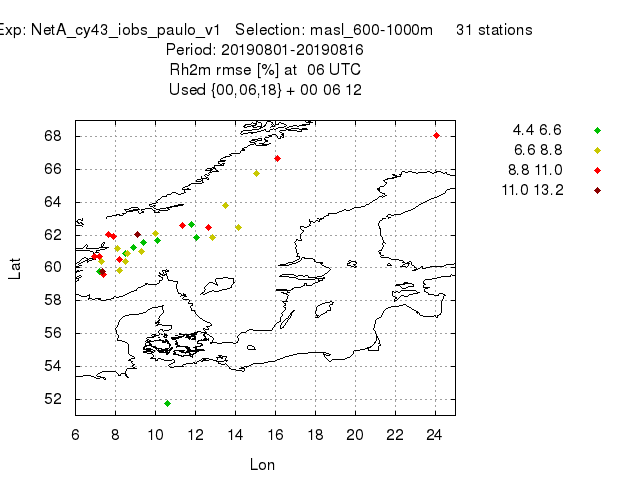 Exp: NetA_cy43_iobs_paulo_v1 Selection: masl_600-1000m 31 stations
Period: 20190801-20190816
Rh2m rmse [%] at 06 UTC
Used {00,06,18} + 00 06 12
4.4 6.6
6.6 8.8
8.8 11.0
11.0 13.2
68
66
64
62
60
58
56
54
52
Lat
6 8 10 12 14 16 18 20 22 24
Lon